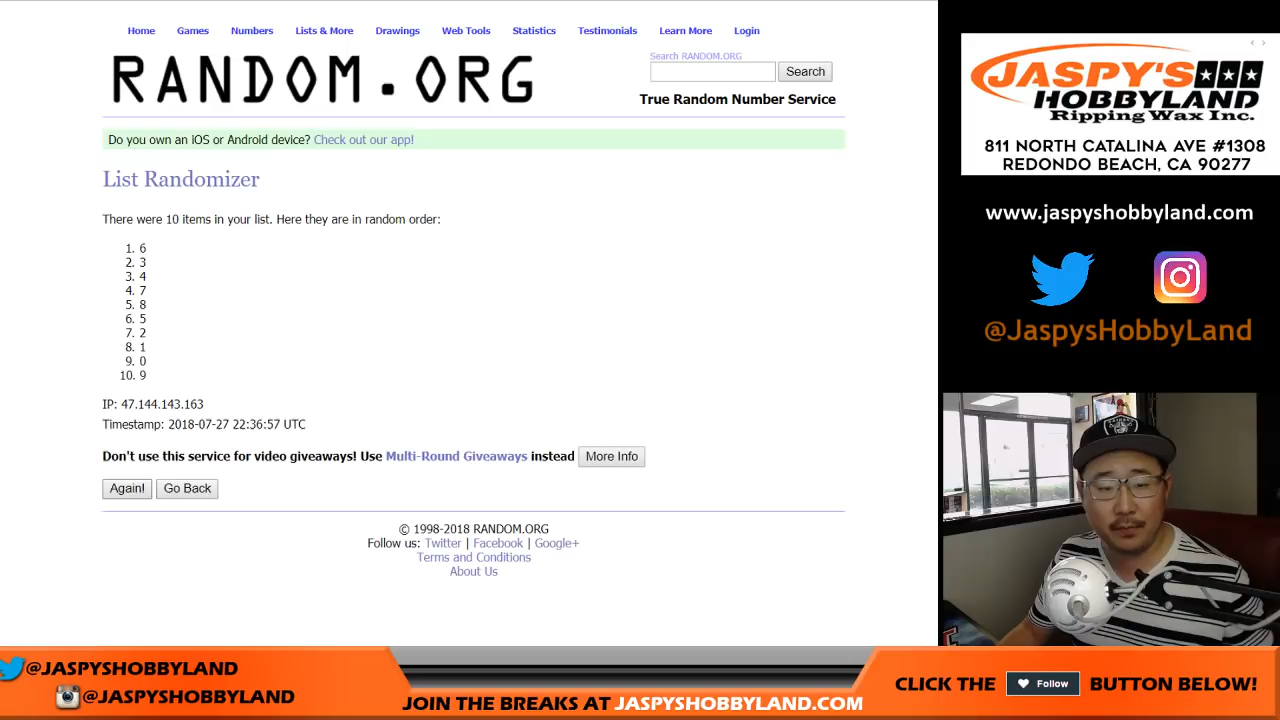 Home Games Numbers Lists & More Drawings Web Tools Statistics Testimonials Learn More Login
RANDOM.ORG
Search RANDOM.ORG
Search
True Random Number Service
Do you own an iOS or Android device? Check out our app!
List Randomizer
There were 10 items in your list. Here they are in random order:
1. 6
2. 3
3. 4
4. 7
5. 8
6. 5
7. 2
8. 1
9. 0
10. 9
IP: 47.144.143.163
Timestamp: 2018-07-27 22:36:57 UTC
Don't use this service for video giveaways! Use Multi-Round Giveaways instead More Info
Again! Go Back
© 1998-2018 RANDOM.ORG
Follow us: Twitter | Facebook | Google+
Terms and Conditions
About Us
JASPY'S
HOBBYLAND
Ripping Wax Inc.
811 NORTH CATALINA AVE #1308
REDONDO BEACH, CA 90277
www.jaspyshobbyland.com
@JaspysHobbyLand
@JASPYSHOBBYLAND
@JASPYSHOBBYLAND
JOIN THE BREAKS AT JASPYSHOBBYLAND.COM
CLICK THE Follow BUTTON BELOW!